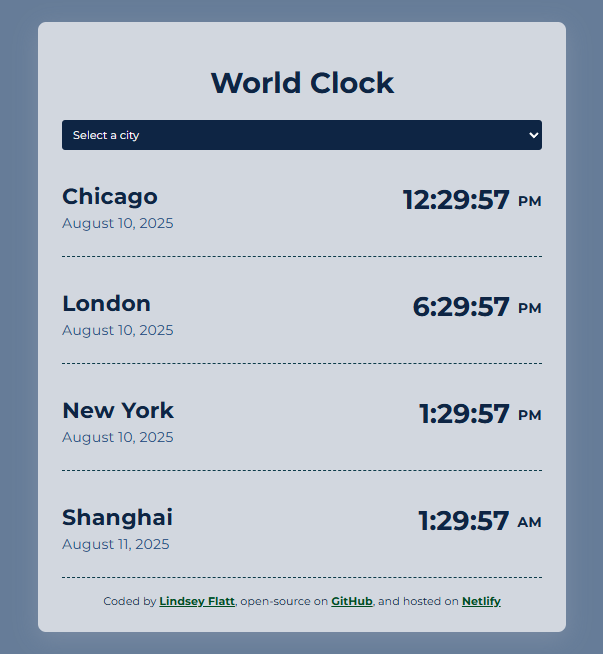 World Clock
Select a city
Chicago 12:29:57 PM
August 10, 2025
London 6:29:57 PM
August 10, 2025
New York 1:29:57 PM
August 10, 2025
Shanghai 1:29:57 AM
August 11, 2025
Coded by Lindsey Flatt, open-source on GitHub, and hosted on Netlify